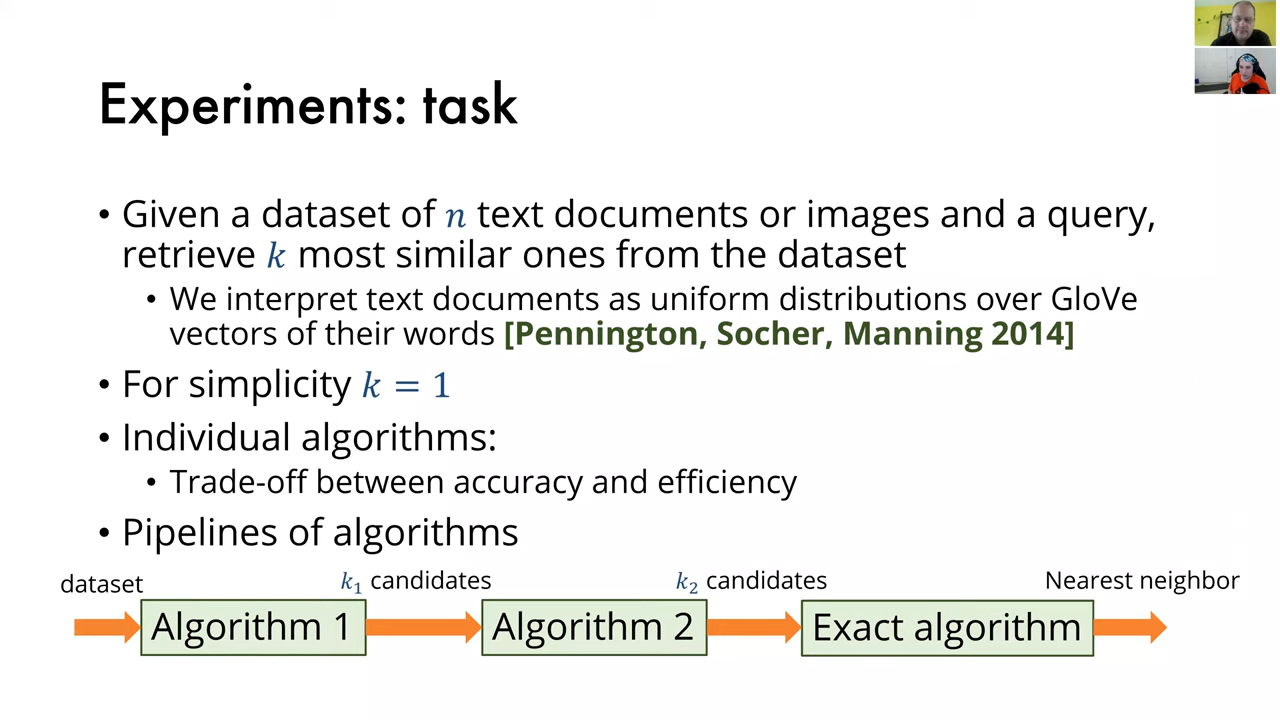 Experiments: task
• Given a dataset of n text documents or images and a query,
retrieve k most similar ones from the dataset
• We interpret text documents as uniform distributions over GloVe
vectors of their words [Pennington, Socher, Manning 2014]
• For simplicity k = 1
• Individual algorithms:
• Trade-off between accuracy and efficiency
• Pipelines of algorithms
dataset k₁ candidates k₂ candidates Nearest neighbor
Algorithm 1 Algorithm 2 Exact algorithm